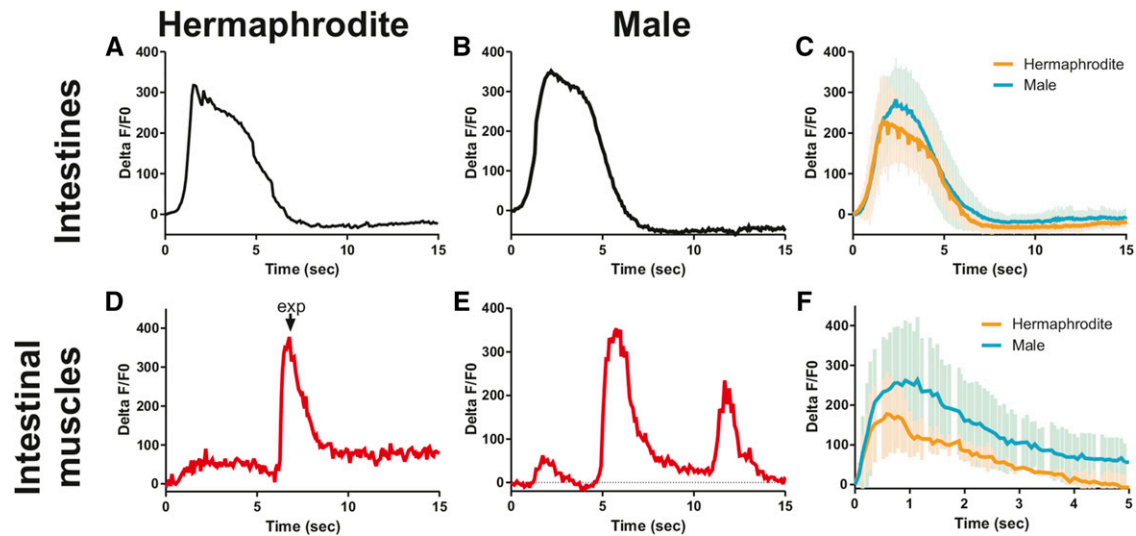 Hermaphrodite
Male
Intestines
A
Delta F/F0
400
300
200
100
0
0 5 10 15
Time (sec)
B
Delta F/F0
400
300
200
100
0
0 5 10 15
Time (sec)
C
Hermaphrodite
Male
Delta F/F0
400
300
200
100
0
0 5 10 15
Time (sec)
Intestinal
muscles
D
exp
Delta F/F0
400
300
200
100
0
0 5 10 15
Time (sec)
E
Delta F/F0
400
300
200
100
0
0 5 10 15
Time (sec)
F
Hermaphrodite
Male
Delta F/F0
400
300
200
100
0
0 1 2 3 4 5
Time (sec)